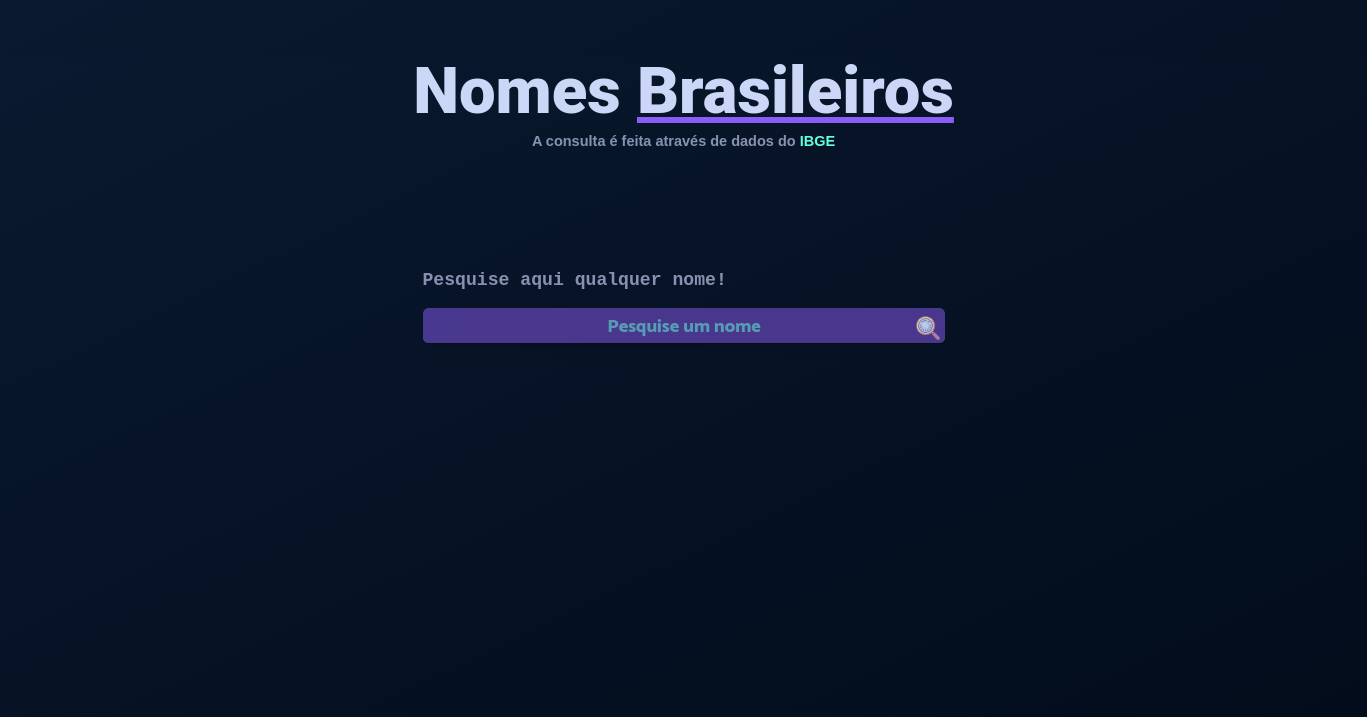 Nomes Brasileiros
A consulta é feita através de dados do IBGE
Pesquise aqui qualquer nome!
Pesquise um nome